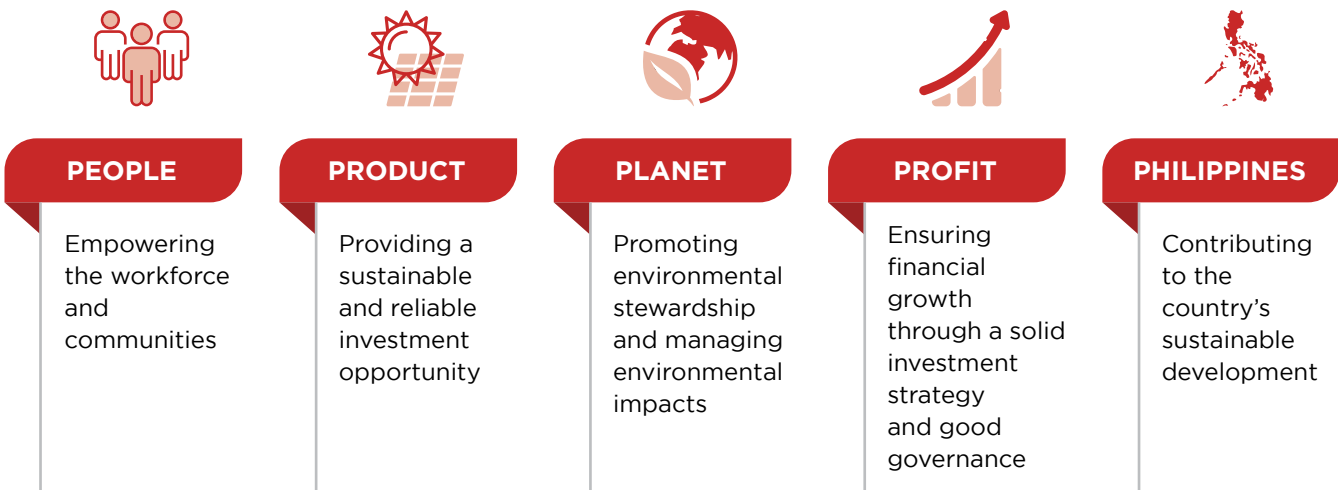 PEOPLE
Empowering
the workforce
and
communities
PRODUCT
Providing a
sustainable
and reliable
investment
opportunity
PLANET
Promoting
environmental
stewardship
and managing
environmental
impacts
PROFIT
Ensuring
financial
growth
through a solid
investment
strategy
and good
governance
PHILIPPINES
Contributing
to the
country’s
sustainable
development